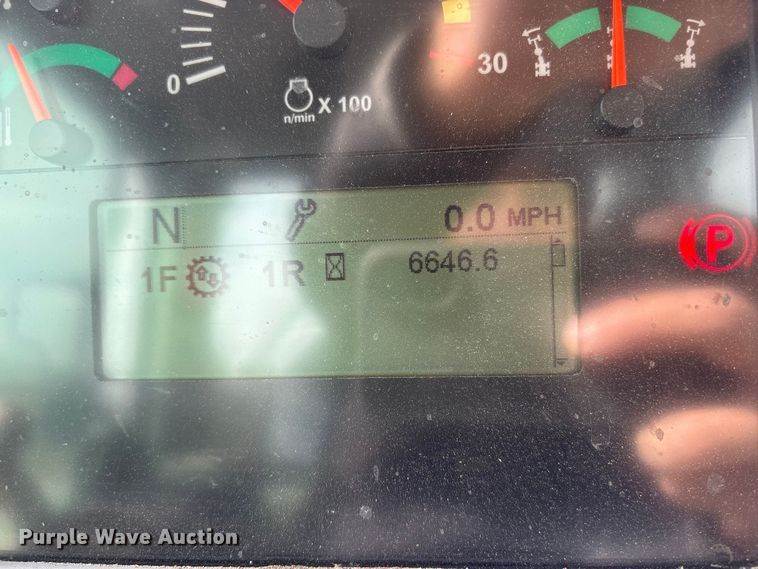 0
X 100
n/min
30
N 0.0 MPH
1F 1R 6646.6
P
Purple Wave Auction